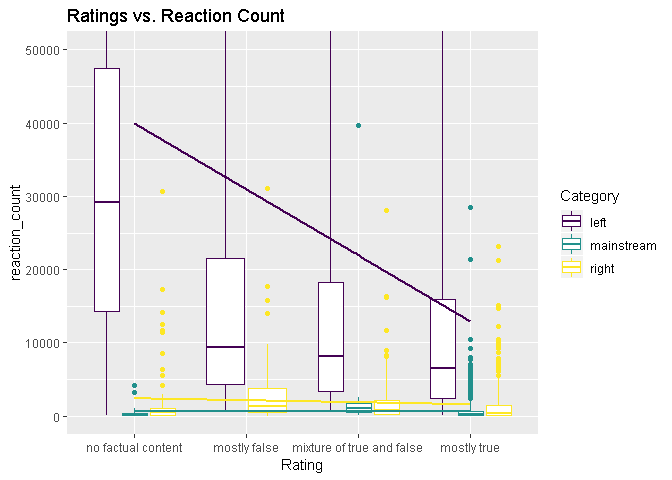 Ratings vs. Reaction Count
reaction_count
50000
40000
30000
20000
10000
0
no factual content
mostly false
mixture of true and false
mostly true
Rating
Category
left
mainstream
right